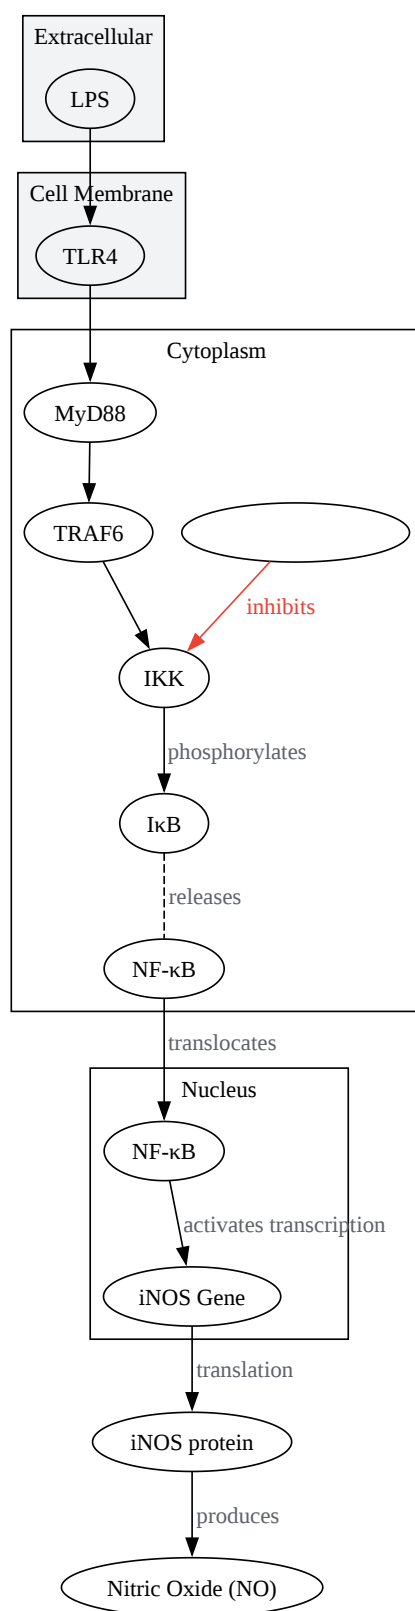 Extracellular
LPS
Cell Membrane
TLR4
Cytoplasm
MyD88
TRAF6
inhibits
IKK
phosphorylates
IκB
releases
NF-κB
translocates
Nucleus
NF-κB
activates transcription
iNOS Gene
translation
iNOS protein
produces
Nitric Oxide (NO)